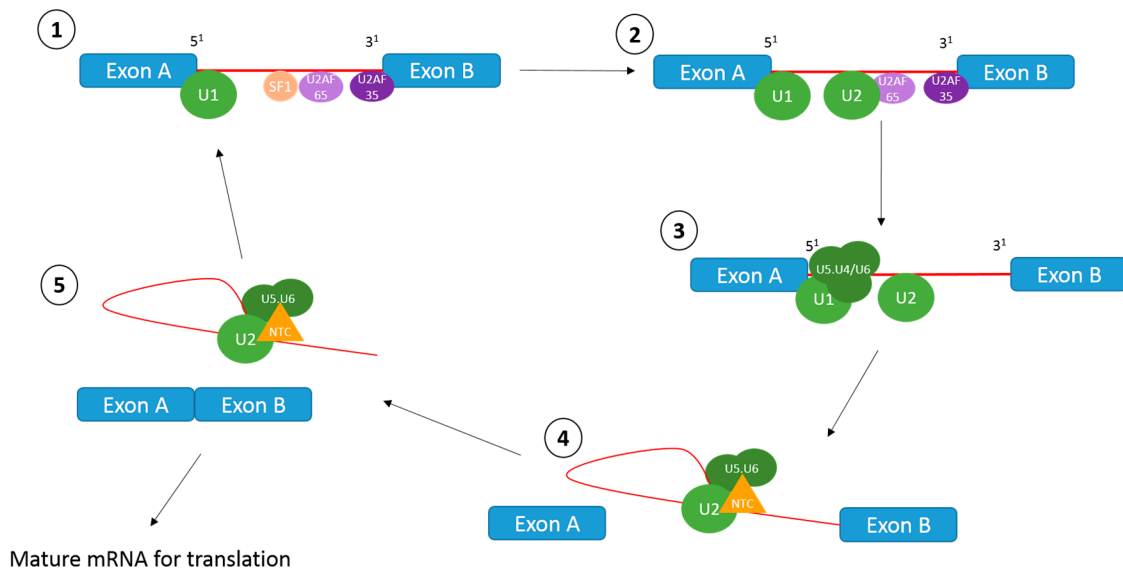 1
5¹
3¹
Exon A
Exon B
U1
SF1
U2AF
65
U2AF
35
2
5¹
3¹
Exon A
Exon B
U1
U2
U2AF
65
U2AF
35
3
5¹
3¹
Exon A
U5.U4/U6
Exon B
U1
U2
5
U5.U6
U2
NTC
Exon A
Exon B
4
U5.U6
U2
NTC
Exon A
Exon B
Mature mRNA for translation